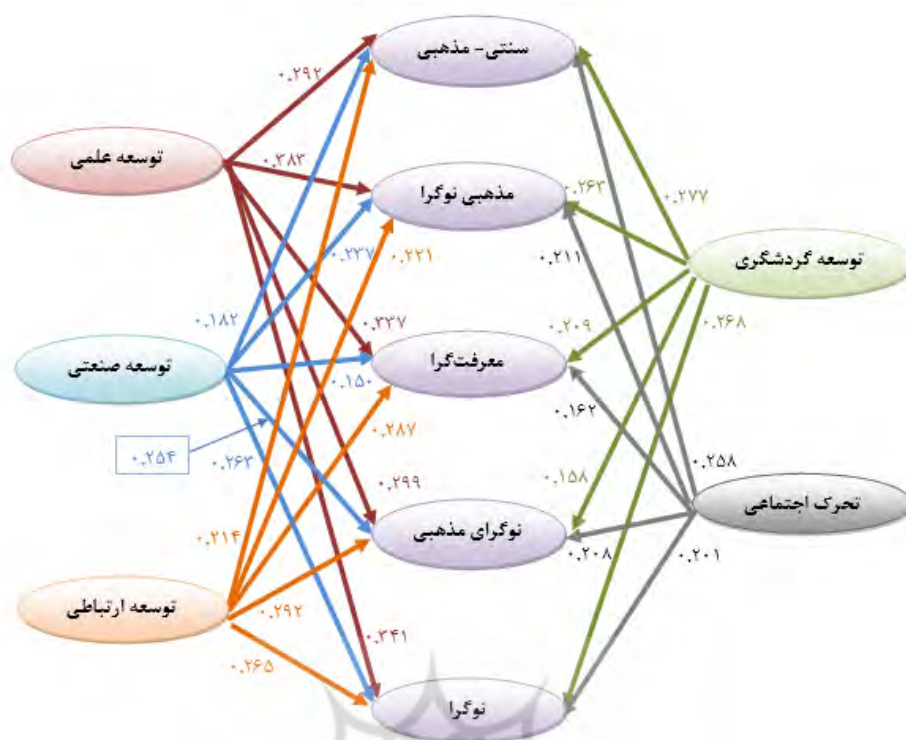 سنتی- مذهبی
۰.۲۹۲
توسعه علمی
۰.۳۸۳
مذهبی نوگرا
۰.۲۶۳
۰.۲۷۷
۰.۲۳۷
۰.۲۲۱
۰.۲۱۱
توسعه گردشگری
۰.۱۸۲
۰.۳۳۷
۰.۲۰۹
۰.۲۶۸
توسعه صنعتی
معرفت‌گرا
۰.۱۵۰
۰.۱۶۲
۰.۲۸۷
۰.۲۵۴
۰.۲۶۳
۰.۲۹۹
۰.۱۵۸
۰.۲۵۸
تحرک اجتماعی
نوگرای مذهبی
۰.۲۱۴
۰.۲۰۸
۰.۲۰۱
توسعه ارتباطی
۰.۲۹۲
۰.۳۴۱
۰.۲۶۵
نوگرا